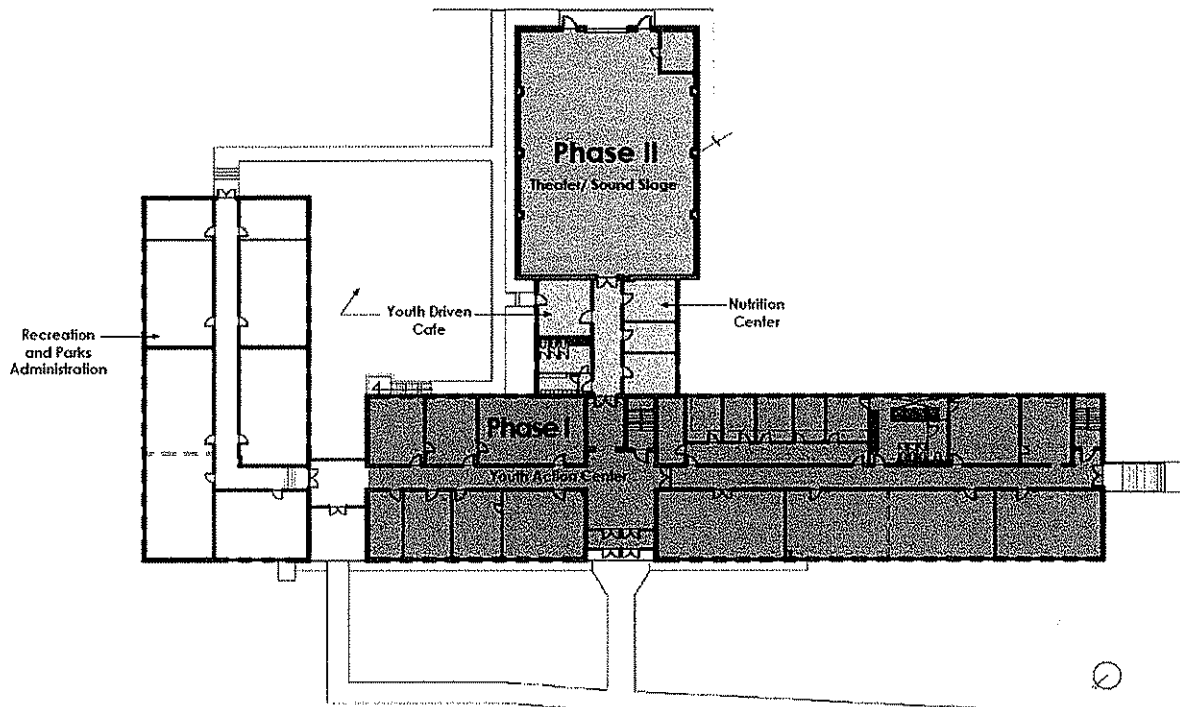 Phase II
Theater/ Sound Stage
Youth Driven
Cafe
Nutrition
Center
Recreation
and Parks
Administration
Phase I
Youth Action Center